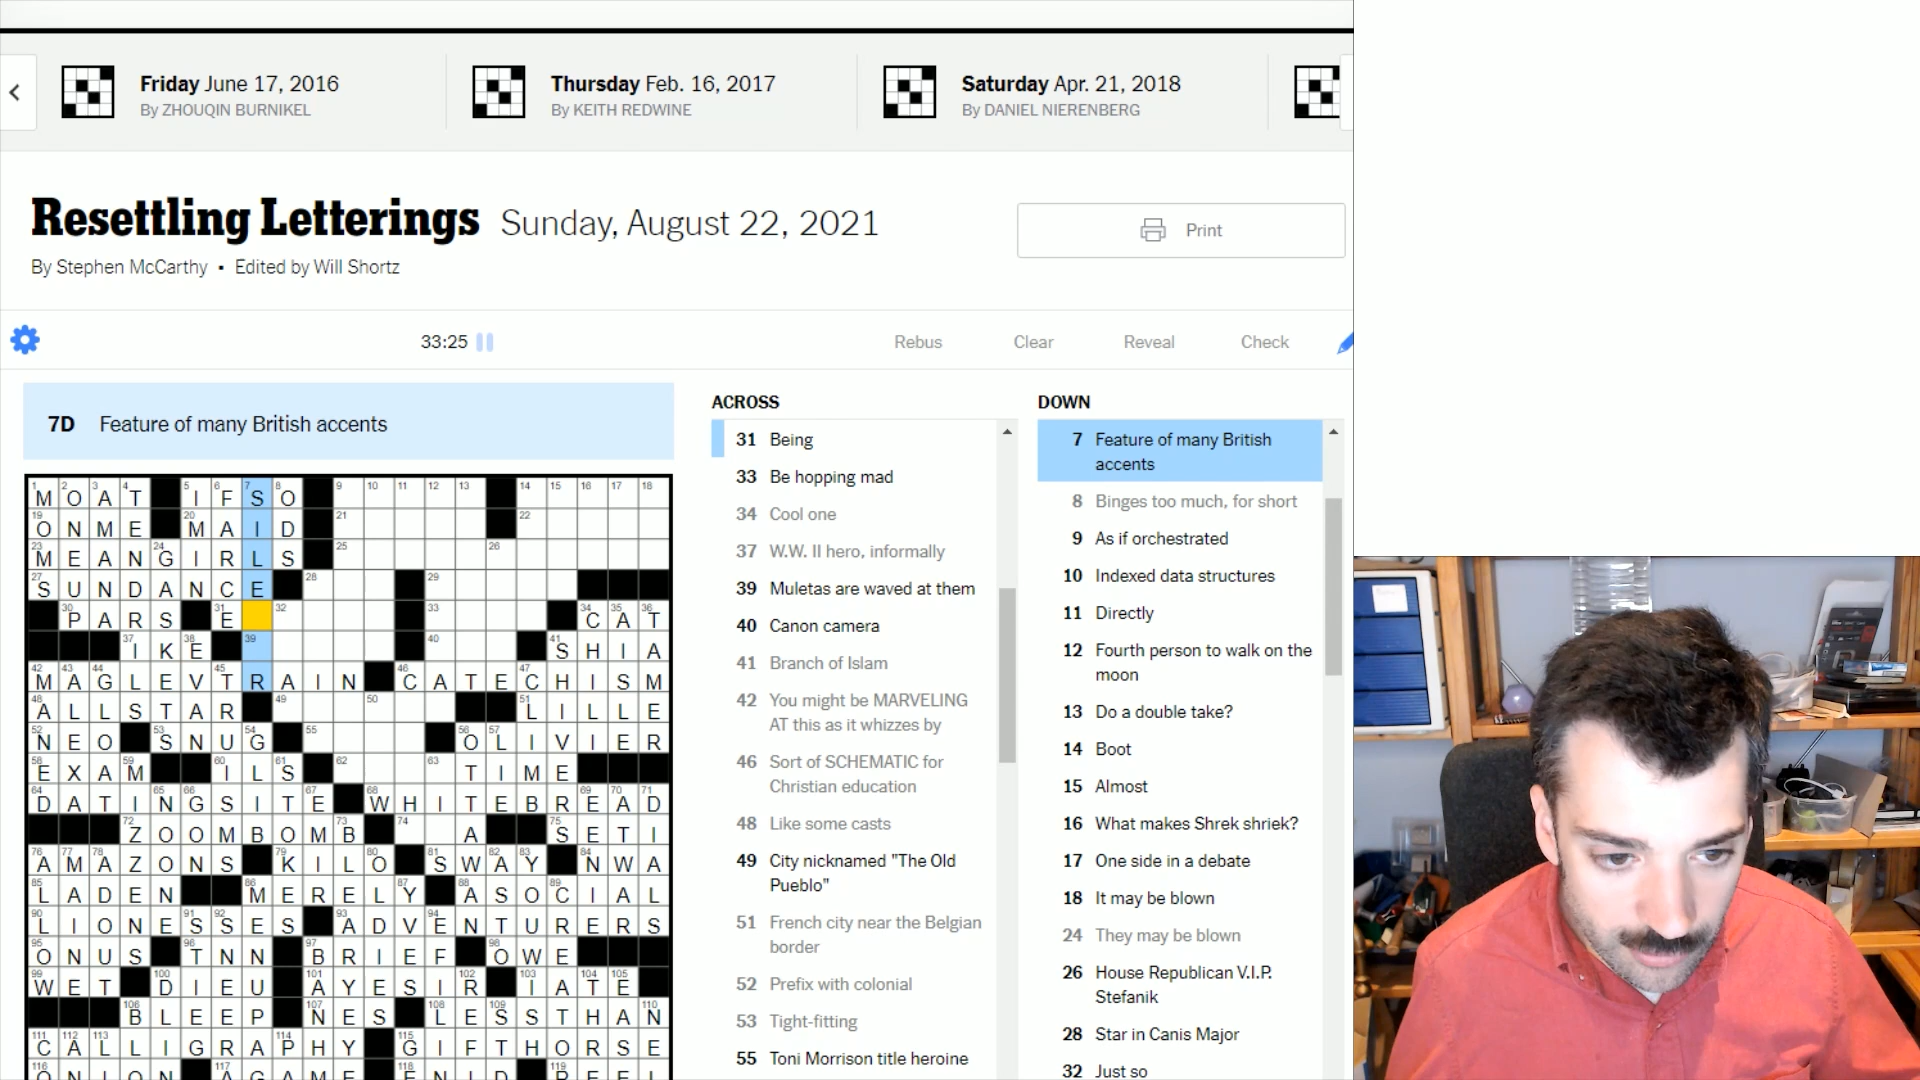 Friday June 17, 2016
By ZHOUQIN BURNIKEL
Thursday Feb. 16, 2017
By KEITH REDWINE
Saturday Apr. 21, 2018
By DANIEL NIERENBERG
Resettling Letterings Sunday, August 22, 2021
By Stephen McCarthy • Edited by Will Shortz
Print
33:25
Rebus
Clear
Reveal
Check
7D Feature of many British accents
MOAT IFSO
ONME MAID
MEANGIRLS
SUNDANCE
PARS E CAT
IKE SHIA
MAGLEVTRAIN CATECHISM
ALLSTAR LILLE
NEO SNUG OLIVIER
EXAM ILS TIME
DATINGSITE WHITEBREAD
ZOOMBOMB A SETI
AMAZONS KILO SWAY NWA
LADEN MERELY ASOCIAL
LIONESSES ADVENTURERS
ONUS TNN BRIEF OWE
WET DIEU AYESIR IATE
BLEEP NES LESSTHAN
CALLIGRAPHY GIFTHORSE
ONION AGAME ENID REEL
ACROSS
31 Being
33 Be hopping mad
34 Cool one
37 W.W. II hero, informally
39 Muletas are waved at them
40 Canon camera
41 Branch of Islam
42 You might be MARVELING
AT this as it whizzes by
46 Sort of SCHEMATIC for
Christian education
48 Like some casts
49 City nicknamed "The Old
Pueblo"
51 French city near the Belgian
border
52 Prefix with colonial
53 Tight-fitting
55 Toni Morrison title heroine
DOWN
7 Feature of many British
accents
8 Binges too much, for short
9 As if orchestrated
10 Indexed data structures
11 Directly
12 Fourth person to walk on the
moon
13 Do a double take?
14 Boot
15 Almost
16 What makes Shrek shriek?
17 One side in a debate
18 It may be blown
24 They may be blown
26 House Republican V.I.P.
Stefanik
28 Star in Canis Major
32 Just so